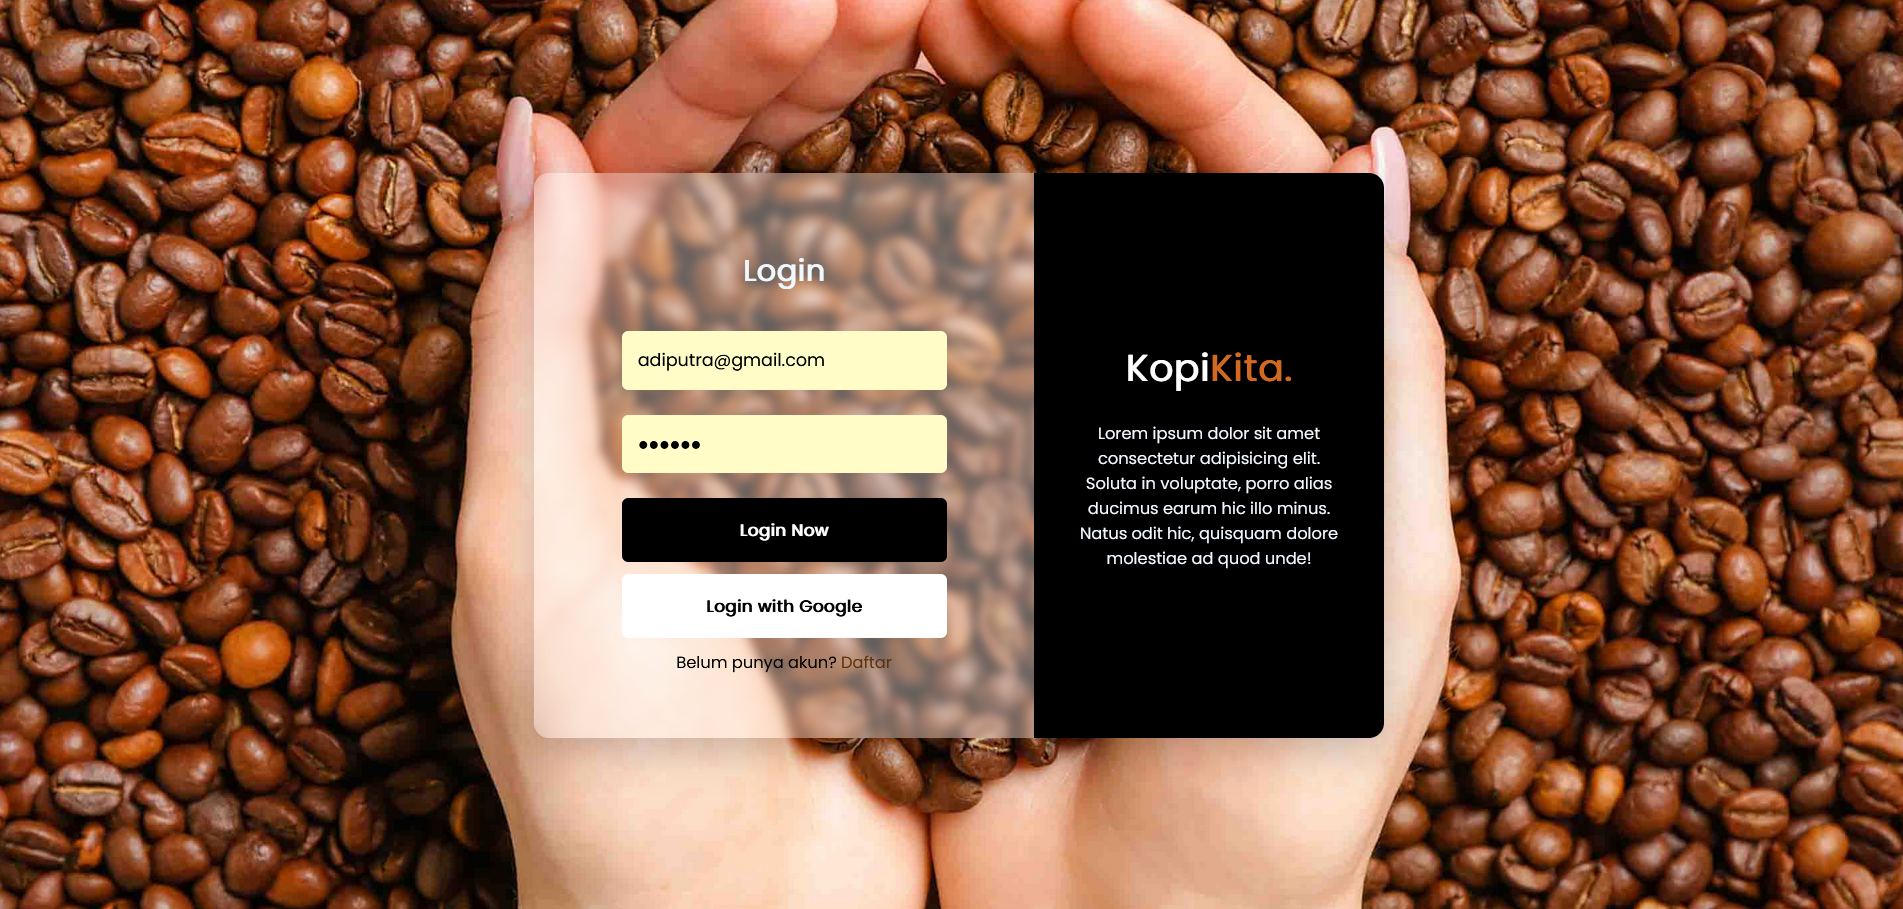 Login
adiputra@gmail.com
••••••
Login Now
Login with Google
Belum punya akun? Daftar
KopiKita.
Lorem ipsum dolor sit amet
consectetur adipisicing elit.
Soluta in voluptate, porro alias
ducimus earum hic illo minus.
Natus odit hic, quisquam dolore
molestiae ad quod unde!